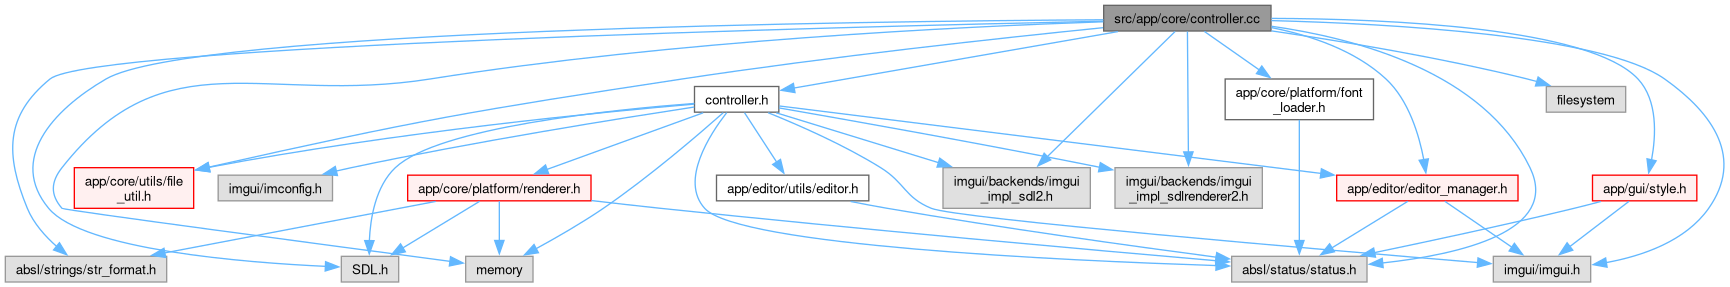 src/app/core/controller.cc
controller.h
app/core/platform/font
_loader.h
filesystem
app/core/utils/file
_util.h
imgui/imconfig.h
app/core/platform/renderer.h
app/editor/utils/editor.h
imgui/backends/imgui
_impl_sdl2.h
imgui/backends/imgui
_impl_sdlrenderer2.h
app/editor/editor_manager.h
app/gui/style.h
absl/strings/str_format.h
SDL.h
memory
absl/status/status.h
imgui/imgui.h